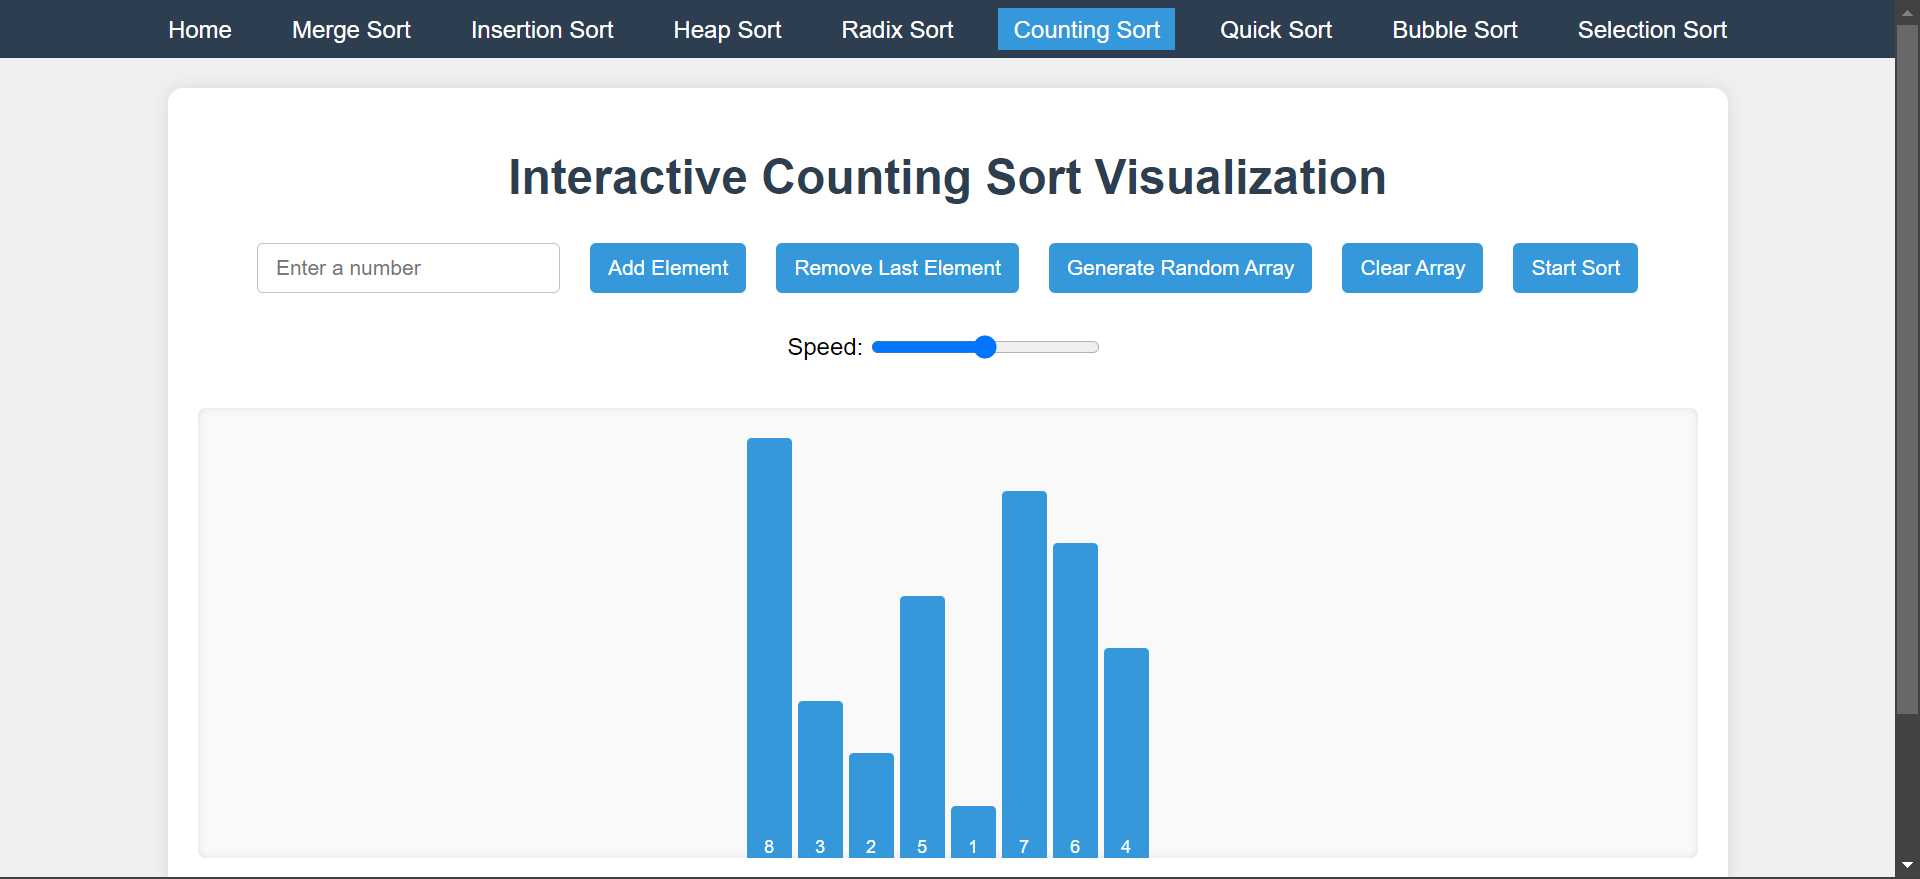 Home Merge Sort Insertion Sort Heap Sort Radix Sort Counting Sort Quick Sort Bubble Sort Selection Sort
Interactive Counting Sort Visualization
Enter a number Add Element Remove Last Element Generate Random Array Clear Array Start Sort
Speed:
8 3 2 5 1 7 6 4